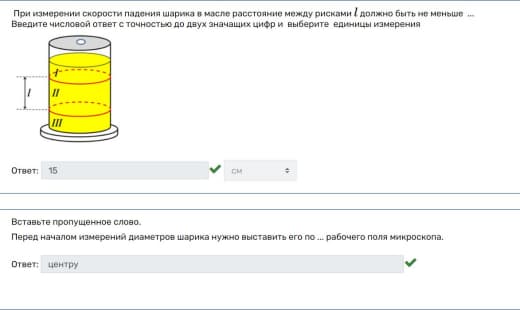 При измерении скорости падения шарика в масле расстояние между рисками l должно быть не меньше ...
Введите числовой ответ с точностью до двух значащих цифр и выберите единицы измерения
I
l
II
III
Ответ: 15 см
Вставьте пропущенное слово.
Перед началом измерений диаметров шарика нужно выставить его по ... рабочего поля микроскопа.
Ответ: центру